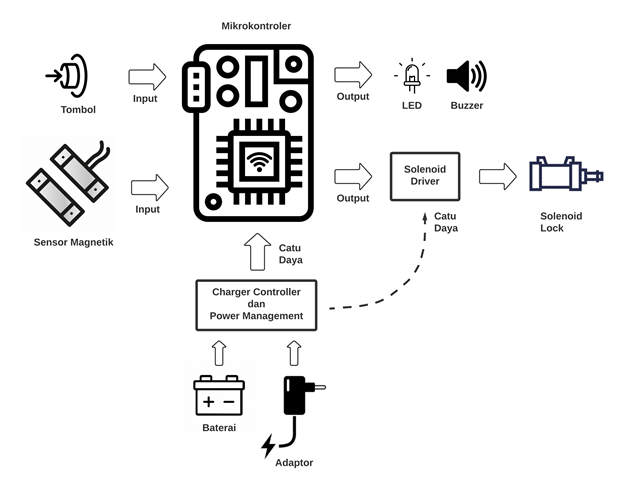 Mikrokontroler
Tombol
Input
Output
LED
Buzzer
Sensor Magnetik
Input
Output
Solenoid
Driver
Solenoid
Lock
Catu
Daya
Catu
Daya
Charger Controller
dan
Power Management
Baterai
Adaptor